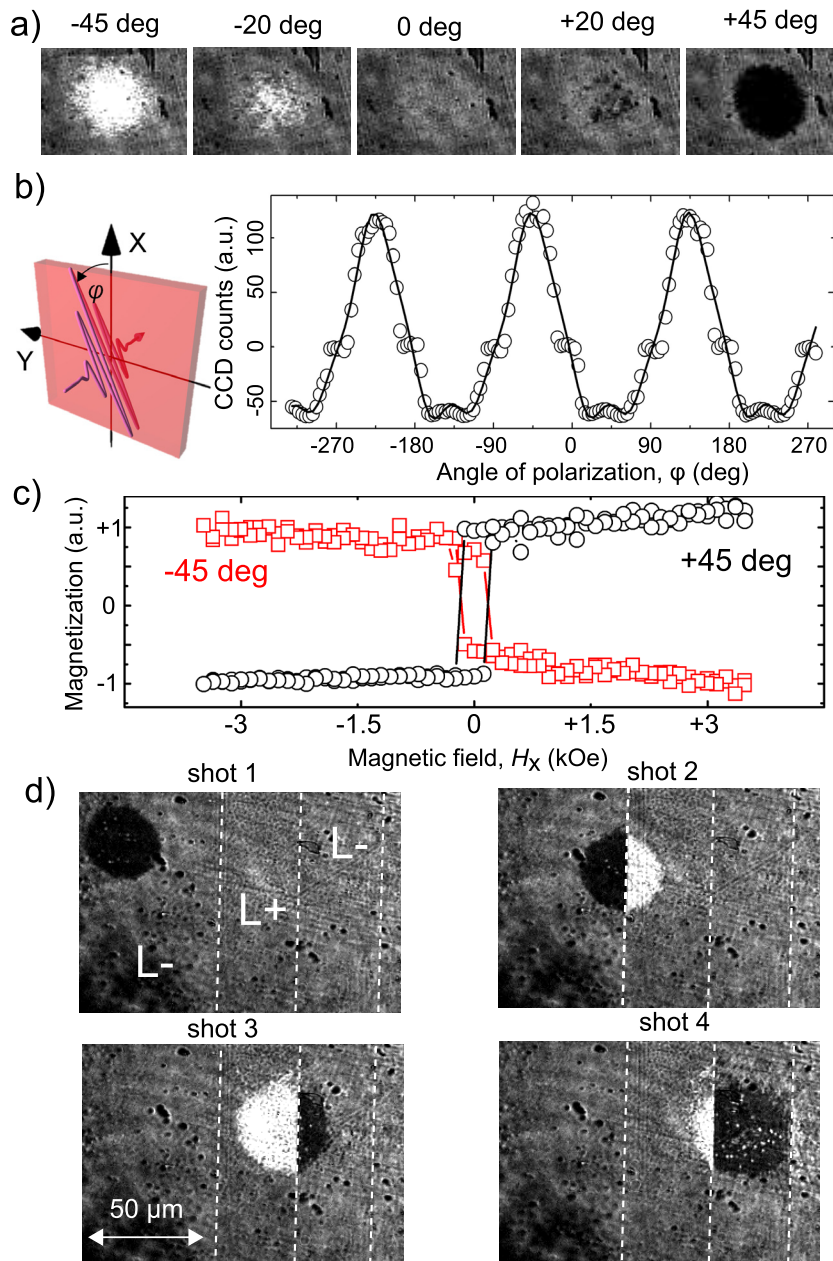 a)
-45 deg -20 deg 0 deg +20 deg +45 deg
b)
X
φ
Y
CCD counts (a.u.)
100
50
0
-50
-270 -180 -90 0 90 180 270
Angle of polarization, φ (deg)
c)
Magnetization (a.u.)
+1
0
-1
-45 deg
+45 deg
-3 -1.5 0 +1.5 +3
Magnetic field, Hx (kOe)
d)
shot 1 shot 2
L-
L+
L-
shot 3 shot 4
50 μm